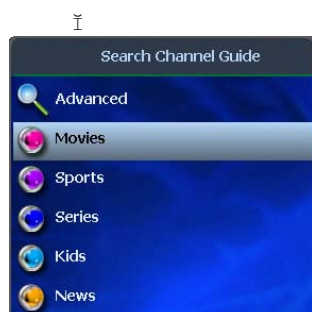 Search Channel Guide
Advanced
Movies
Sports
Series
Kids
News